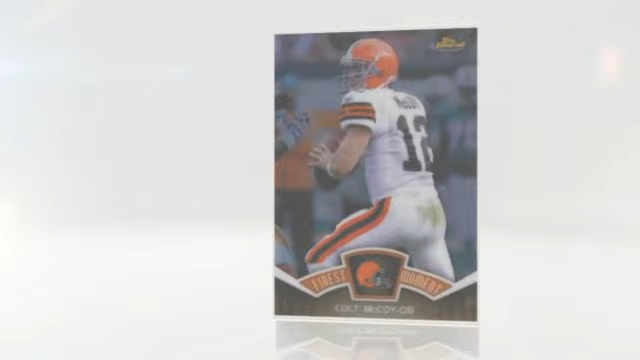 Topps Finest
McCOY
12
FINEST MOMENT
COLT McCOY-QB